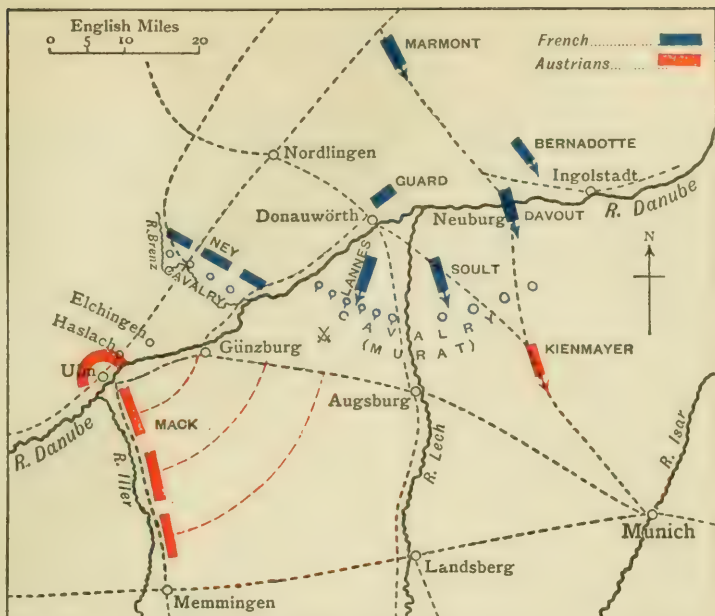 English Miles
10 5 0 20
French
Austrians
MARMONT
BERNADOTTE
Nordlingen
Ingolstadt
GUARD
Donauwörth
Neuburg
DAVOUT
R. Danube
R. Brenz
NEY
CAVALRY
LANNES
SOULT
N
Elchingen
Haslach
CAVALRY
(MURAT)
KIENMAYER
Ulm
Günzburg
MACK
Augsburg
R. Danube
R. Iller
R. Lech
R. Isar
Munich
Landsberg
Memmingen